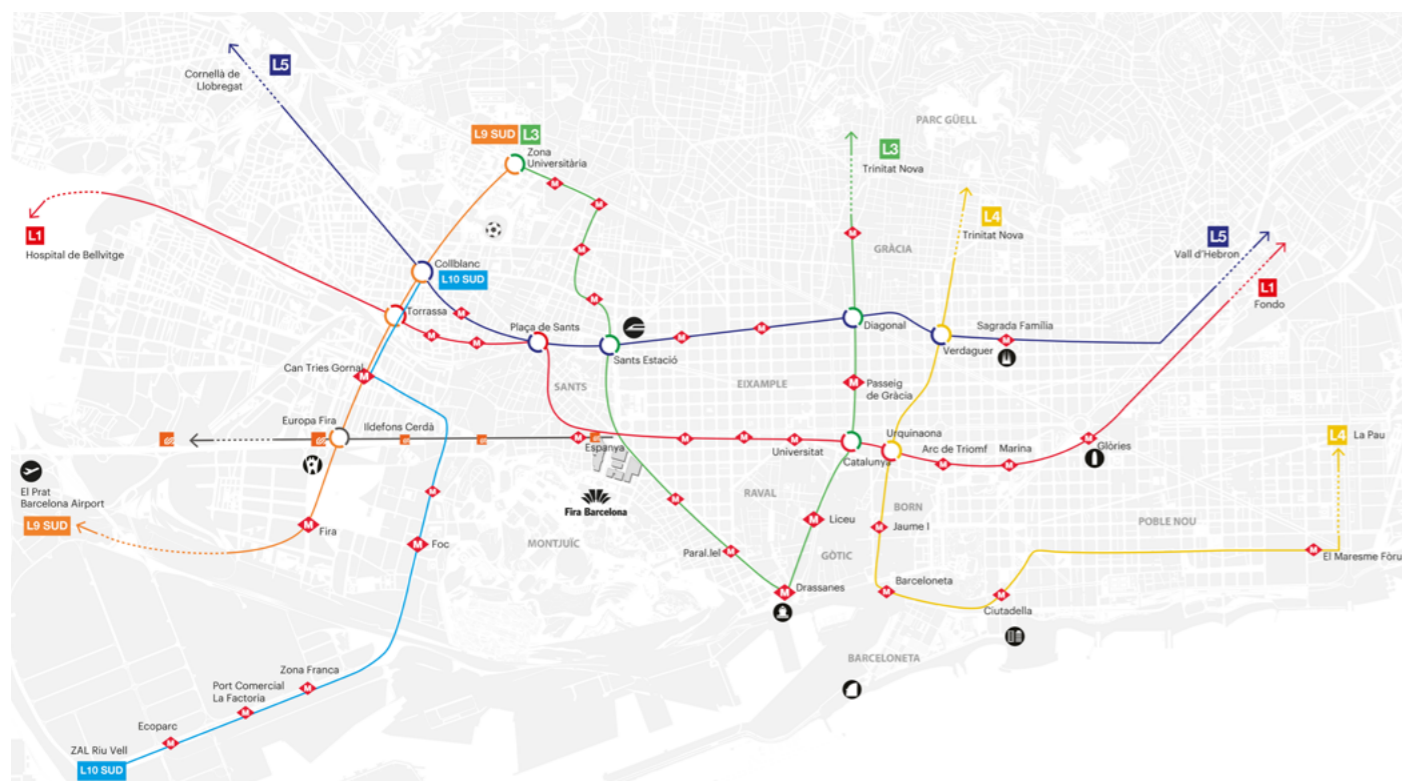 L5
Cornellà de
Llobregat
PARC GÜELL
L9 SUD
L3
Zona
Universitària
L3
Trinitat Nova
L4
Trinitat Nova
L1
Hospital de Bellvitge
GRÀCIA
L5
Vall d'Hebron
L1
Fondo
Collblanc
L10 SUD
Torrassa
Plaça de Sants
Sants Estació
Diagonal
Verdaguer
Sagrada Família
M
M
M
M
M
M
M
M
M
M
M
Can Tries Gornal
M
SANTS
EIXAMPLE
M
Passeig
de Gràcia
Europa Fira
Ildefons Cerdà
M
Espanya
M
M
M
Universitat
Catalunya
Urquinaona
M
Arc de Triomf
M
Marina
M
Glòries
L4
La Pau
El Prat
Barcelona Airport
L9 SUD
M
Fira
M
M
Foc
Fira Barcelona
MONTJUÏC
M
RAVAL
M
Liceu
GÒTIC
BORN
M
Jaume I
POBLE NOU
Paral.lel
M
M
Drassanes
M
Barceloneta
M
Ciutadella
M
El Maresme Fòru
BARCELONETA
Zona Franca
M
Port Comercial
La Factoria
M
Ecoparc
M
ZAL Riu Vell
L10 SUD